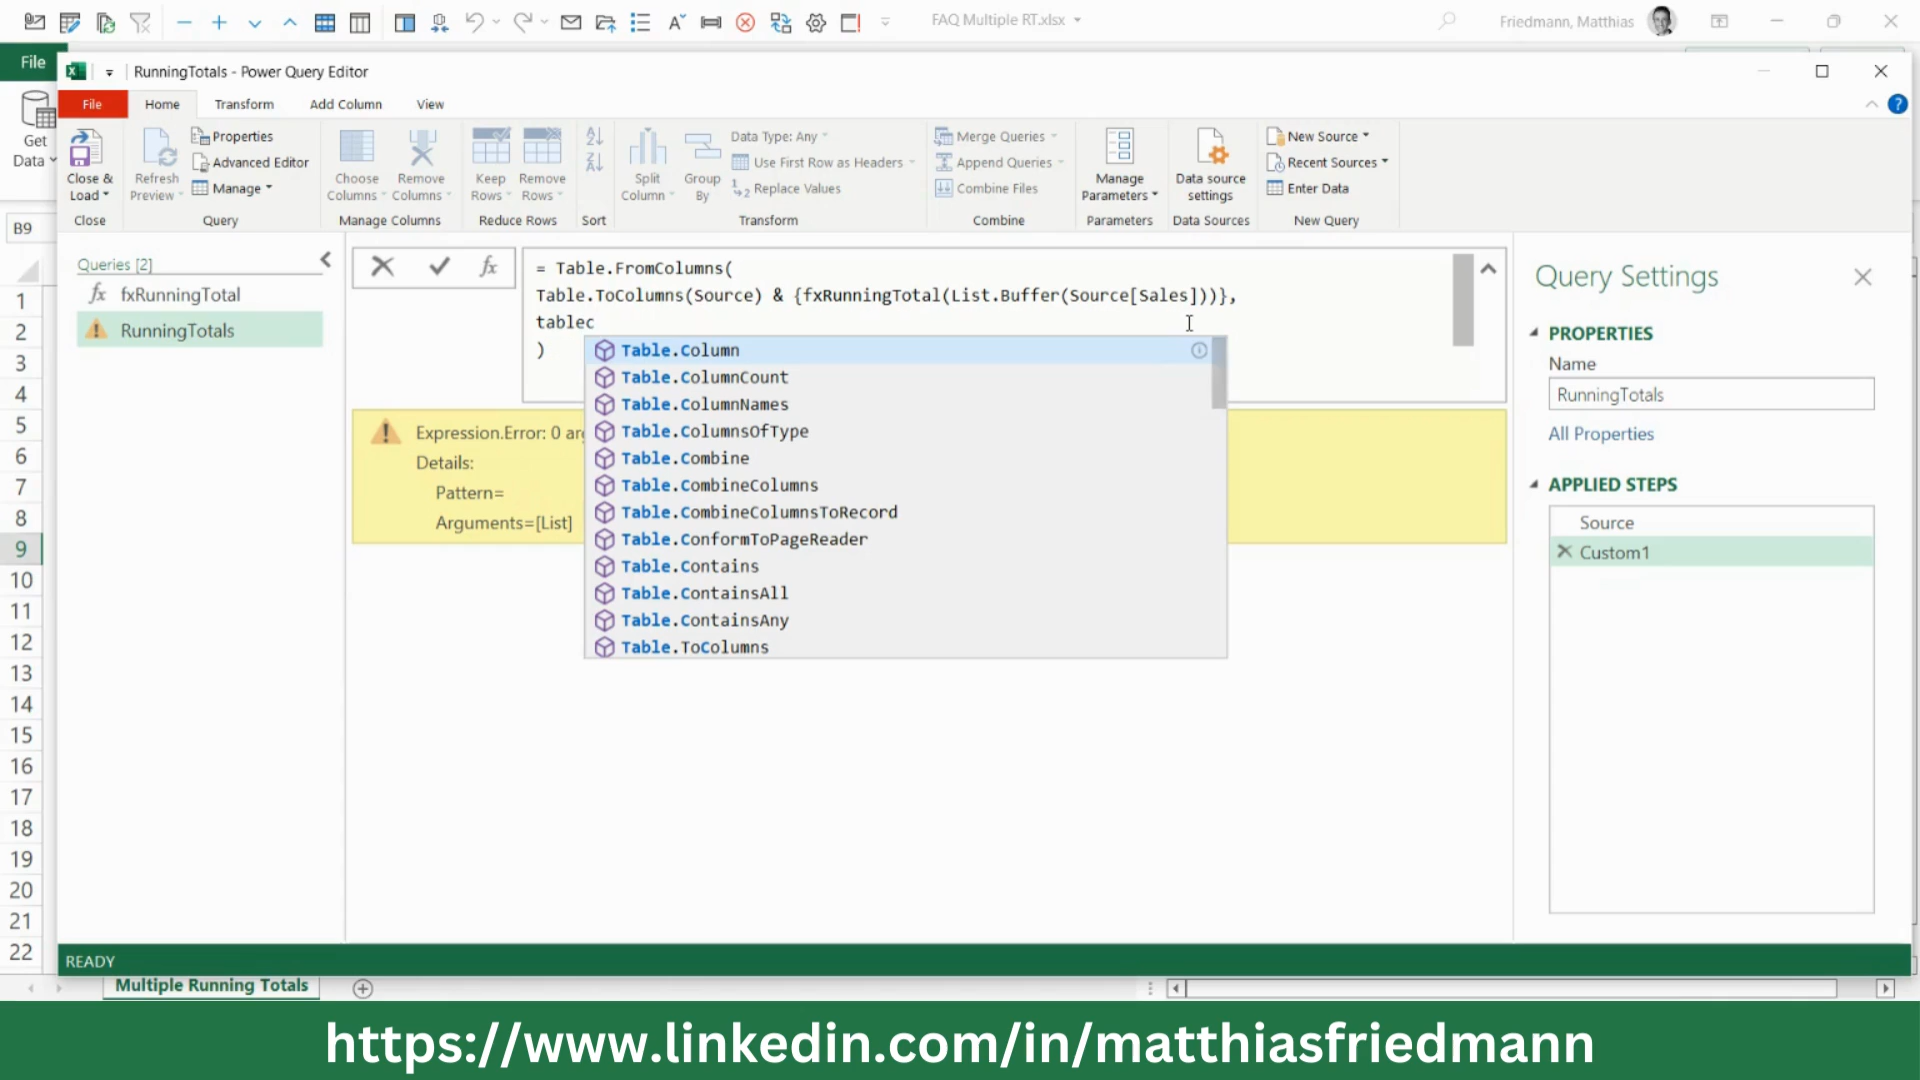 FAQ Multiple RT.xlsx
Friedmann, Matthias
File
RunningTotals - Power Query Editor
File
Home
Transform
Add Column
View
Get
Data
Close &
Load
Close
Refresh
Preview
Properties
Advanced Editor
Manage
Query
Choose
Columns
Remove
Columns
Manage Columns
Keep
Rows
Remove
Rows
Reduce Rows
Sort
Split
Column
Group
By
Data Type: Any
Use First Row as Headers
Replace Values
Transform
Merge Queries
Append Queries
Combine Files
Combine
Manage
Parameters
Parameters
Data source
settings
Data Sources
New Source
Recent Sources
Enter Data
New Query
B9
Queries [2]
fx fxRunningTotal
RunningTotals
fx
= Table.FromColumns(
Table.ToColumns(Source) & {fxRunningTotal(List.Buffer(Source[Sales]))},
tablec
)
Table.Column
Table.ColumnCount
Table.ColumnNames
Table.ColumnsOfType
Table.Combine
Table.CombineColumns
Table.CombineColumnsToRecord
Table.ConformToPageReader
Table.Contains
Table.ContainsAll
Table.ContainsAny
Table.ToColumns
Expression.Error: 0
Details:
Pattern=
Arguments=[List]
Query Settings
PROPERTIES
Name
RunningTotals
All Properties
APPLIED STEPS
Source
Custom1
1
2
3
4
5
6
7
8
9
10
11
12
13
14
15
16
17
18
19
20
21
22
READY
Multiple Running Totals
https://www.linkedin.com/in/matthiasfriedmann